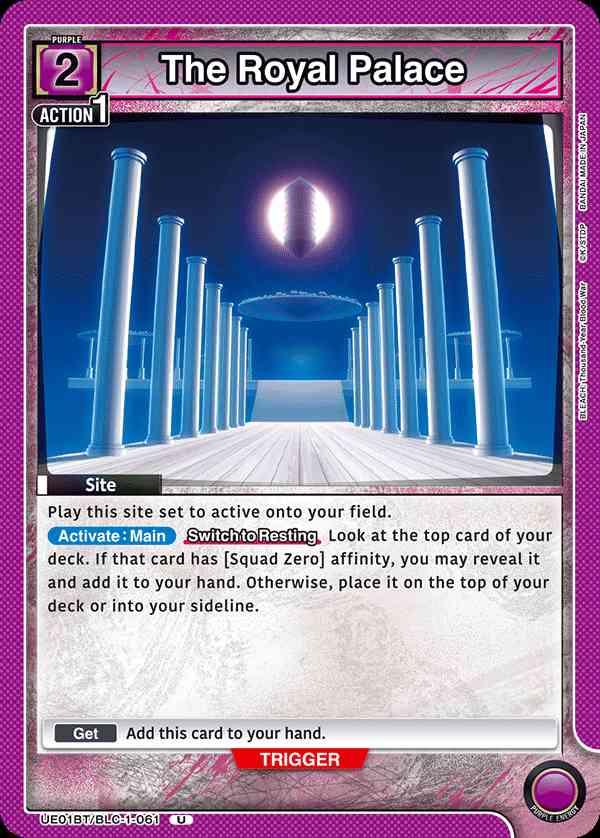 PURPLE
2
The Royal Palace
ACTION 1
BANDAI MADE IN JAPAN
©K/STDP
BLEACH: Thousand-Year Blood War
Site
Play this site set to active onto your field.
Activate: Main Switch to Resting Look at the top card of your
deck. If that card has [Squad Zero] affinity, you may reveal it
and add it to your hand. Otherwise, place it on the top of your
deck or into your sideline.
Get Add this card to your hand.
TRIGGER
UE01BT/BLC-1-061 U
PURPLE ENERGY